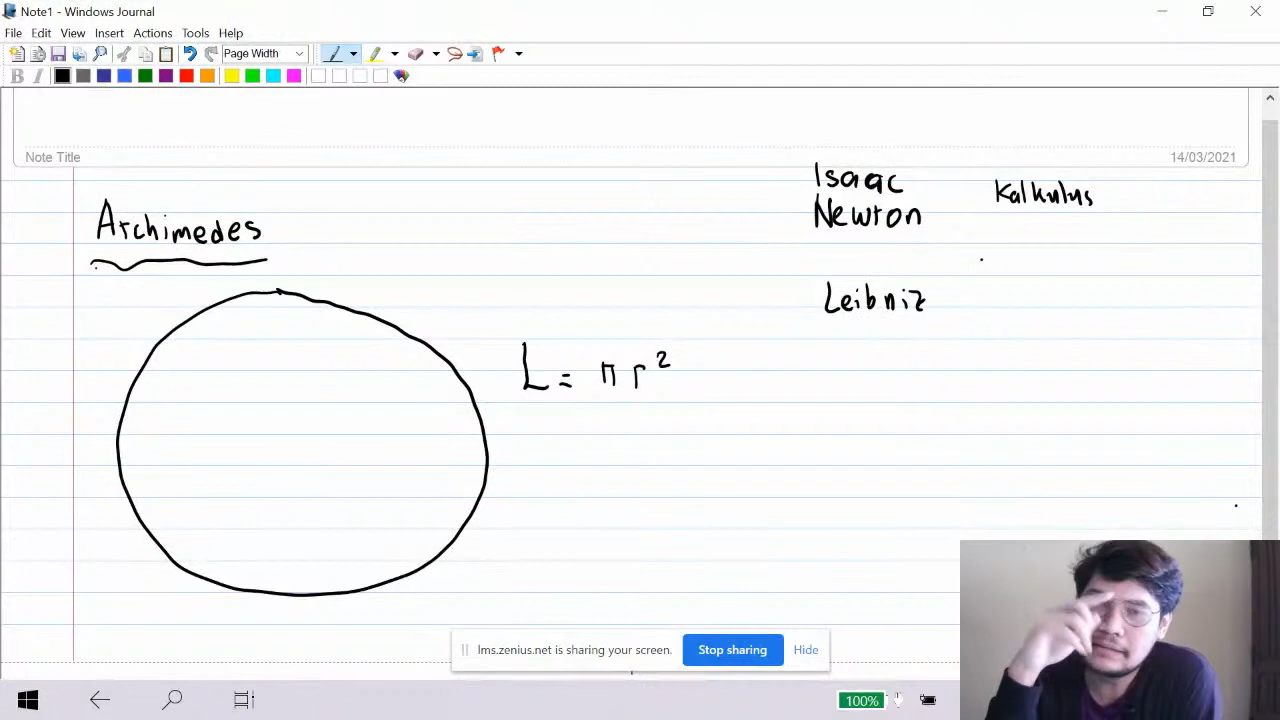 Note1 - Windows Journal
File Edit View Insert Actions Tools Help
Page Width
B I
Note Title
14/03/2021
Isaac
Newton
Kalkulus
Archimedes
Leibniz
L = π r²
lms.zenius.net is sharing your screen.
Stop sharing
Hide
100%